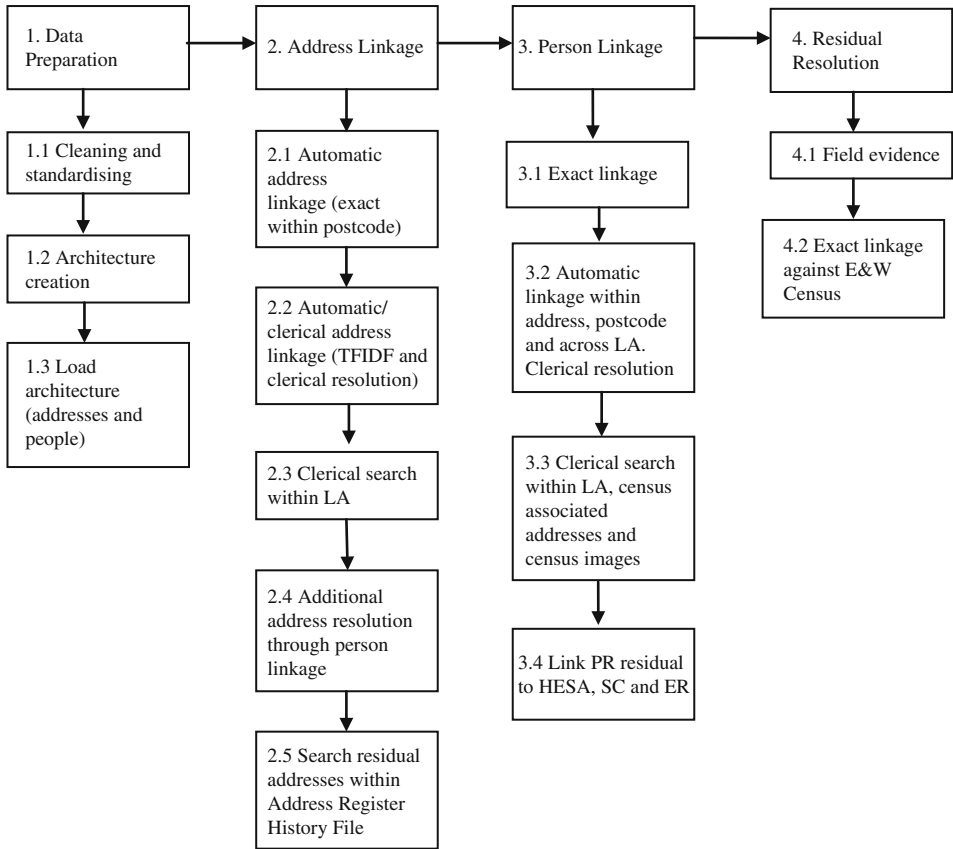 1. Data
Preparation
2. Address Linkage
3. Person Linkage
4. Residual
Resolution
1.1 Cleaning and
standardising
1.2 Architecture
creation
1.3 Load
architecture
(addresses and
people)
2.1 Automatic
address
linkage (exact
within postcode)
2.2 Automatic/
clerical address
linkage (TFIDF and
clerical resolution)
2.3 Clerical search
within LA
2.4 Additional
address resolution
through person
linkage
2.5 Search residual
addresses within
Address Register
History File
3.1 Exact linkage
3.2 Automatic
linkage within
address, postcode
and across LA.
Clerical resolution
3.3 Clerical search
within LA, census
associated
addresses and
census images
3.4 Link PR residual
to HESA, SC and ER
4.1 Field evidence
4.2 Exact linkage
against E&W
Census